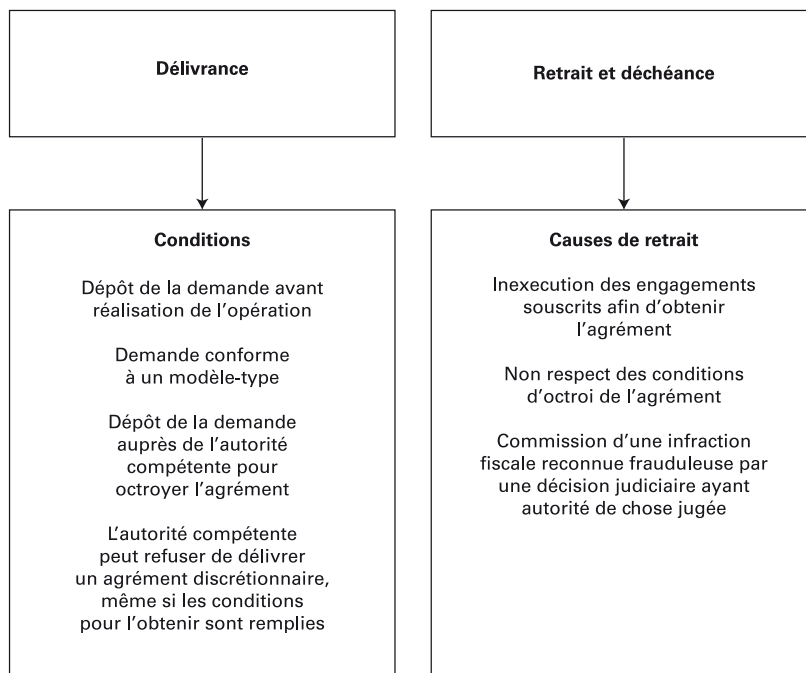 Délivrance
Retrait et déchéance
Conditions
Dépôt de la demande avant
réalisation de l'opération
Demande conforme
à un modèle-type
Dépôt de la demande
auprès de l'autorité
compétente pour
octroyer l'agrément
L'autorité compétente
peut refuser de délivrer
un agrément discrétionnaire,
même si les conditions
pour l'obtenir sont remplies
Causes de retrait
Inexecution des engagements
souscrits afin d'obtenir
l'agrément
Non respect des conditions
d'octroi de l'agrément
Commission d'une infraction
fiscale reconnue frauduleuse par
une décision judiciaire ayant
autorité de chose jugée